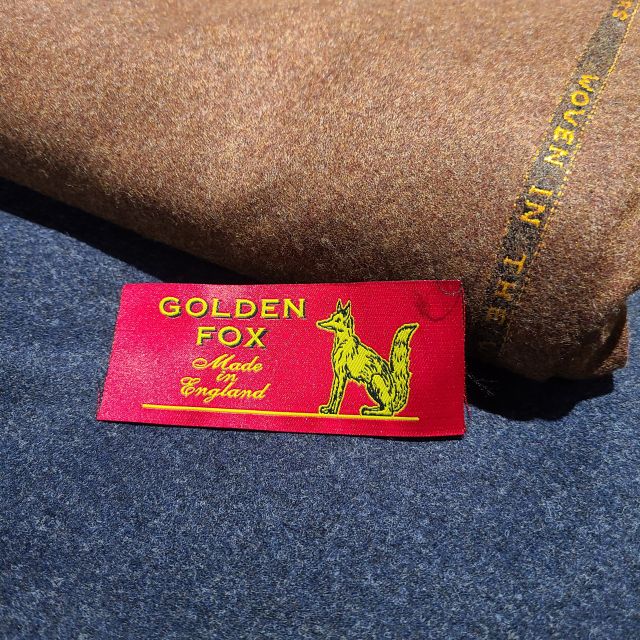 GOLDEN
FOX
Made
in
England
WOVEN IN THE